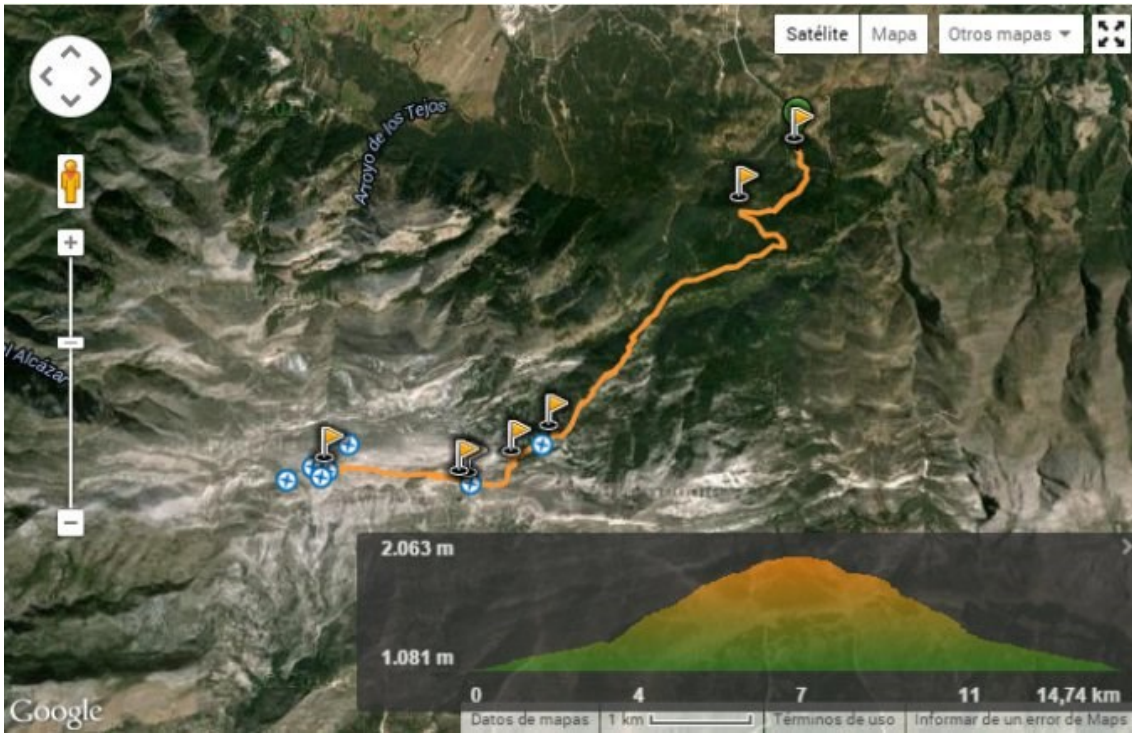 Satélite
Mapa
Otros mapas
Arroyo de los Tejos
el Alcázar
2.063 m
1.081 m
0 4 7 11 14,74 km
Google
Datos de mapas 1 km Términos de uso Informar de un error de Maps